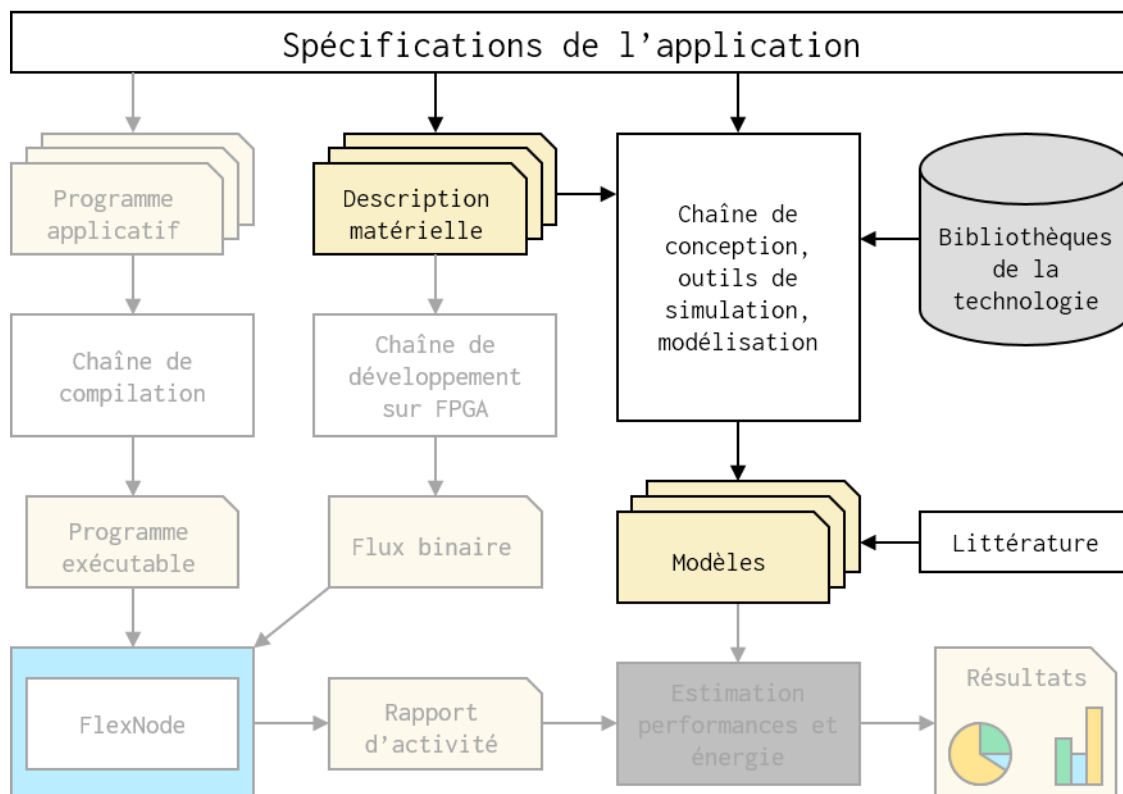 Spécifications de l'application
Programme
applicatif
Description
matérielle
Chaîne de
conception,
outils de
simulation,
modélisation
Bibliothèques
de la
technologie
Chaîne de
compilation
Chaîne de
développement
sur FPGA
Programme
exécutable
Flux binaire
Modèles
Littérature
FlexNode
Rapport
d'activité
Estimation
performances et
énergie
Résultats